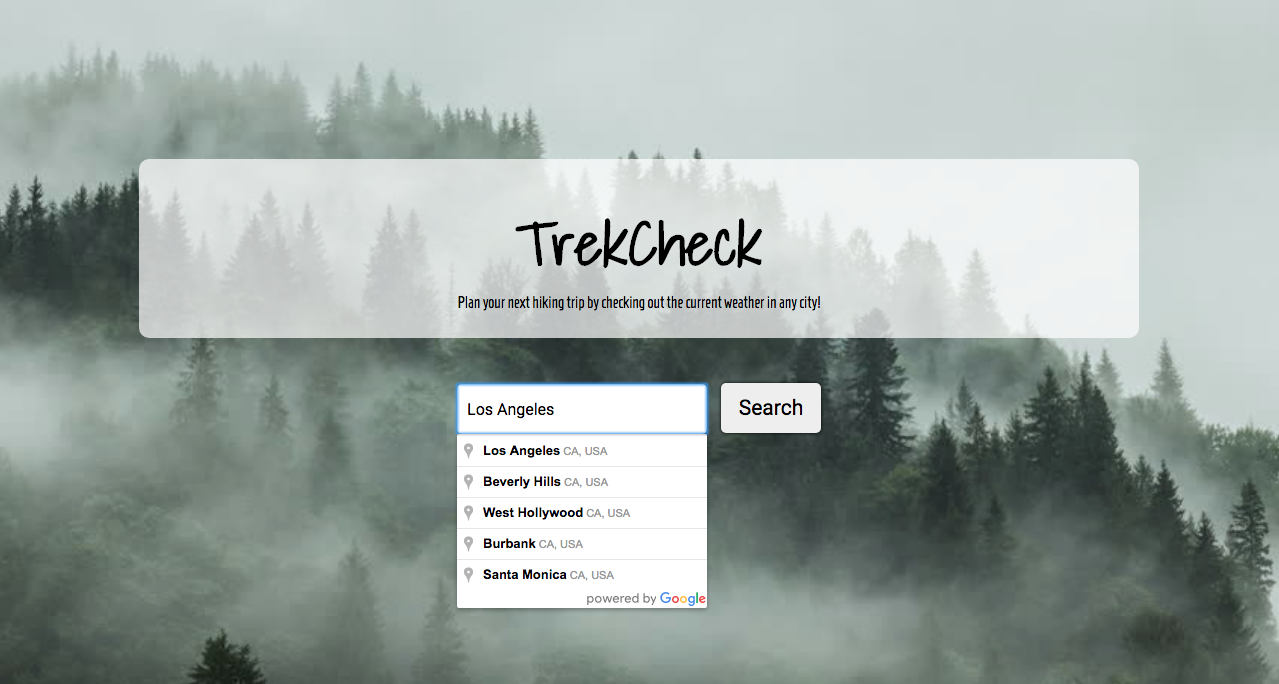 TrekCheck
Plan your next hiking trip by checking out the current weather in any city!
Los Angeles
Search
Los Angeles CA, USA
Beverly Hills CA, USA
West Hollywood CA, USA
Burbank CA, USA
Santa Monica CA, USA
powered by Google